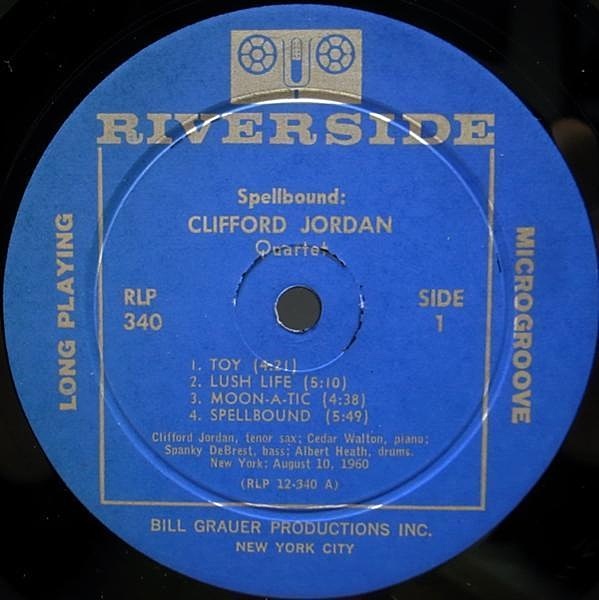 RIVERSIDE
Spellbound:
CLIFFORD JORDAN
Quartet
LONG PLAYING
MICROGROOVE
RLP
340
SIDE
1
1. TOY (4:21)
2. LUSH LIFE (5:10)
3. MOON-A-TIC (4:38)
4. SPELLBOUND (5:49)
Clifford Jordan, tenor sax; Cedar Walton, piano;
Spanky DeBrest, bass; Albert Heath, drums.
New York; August 10, 1960
(RLP 12-340 A)
BILL GRAUER PRODUCTIONS INC.
NEW YORK CITY